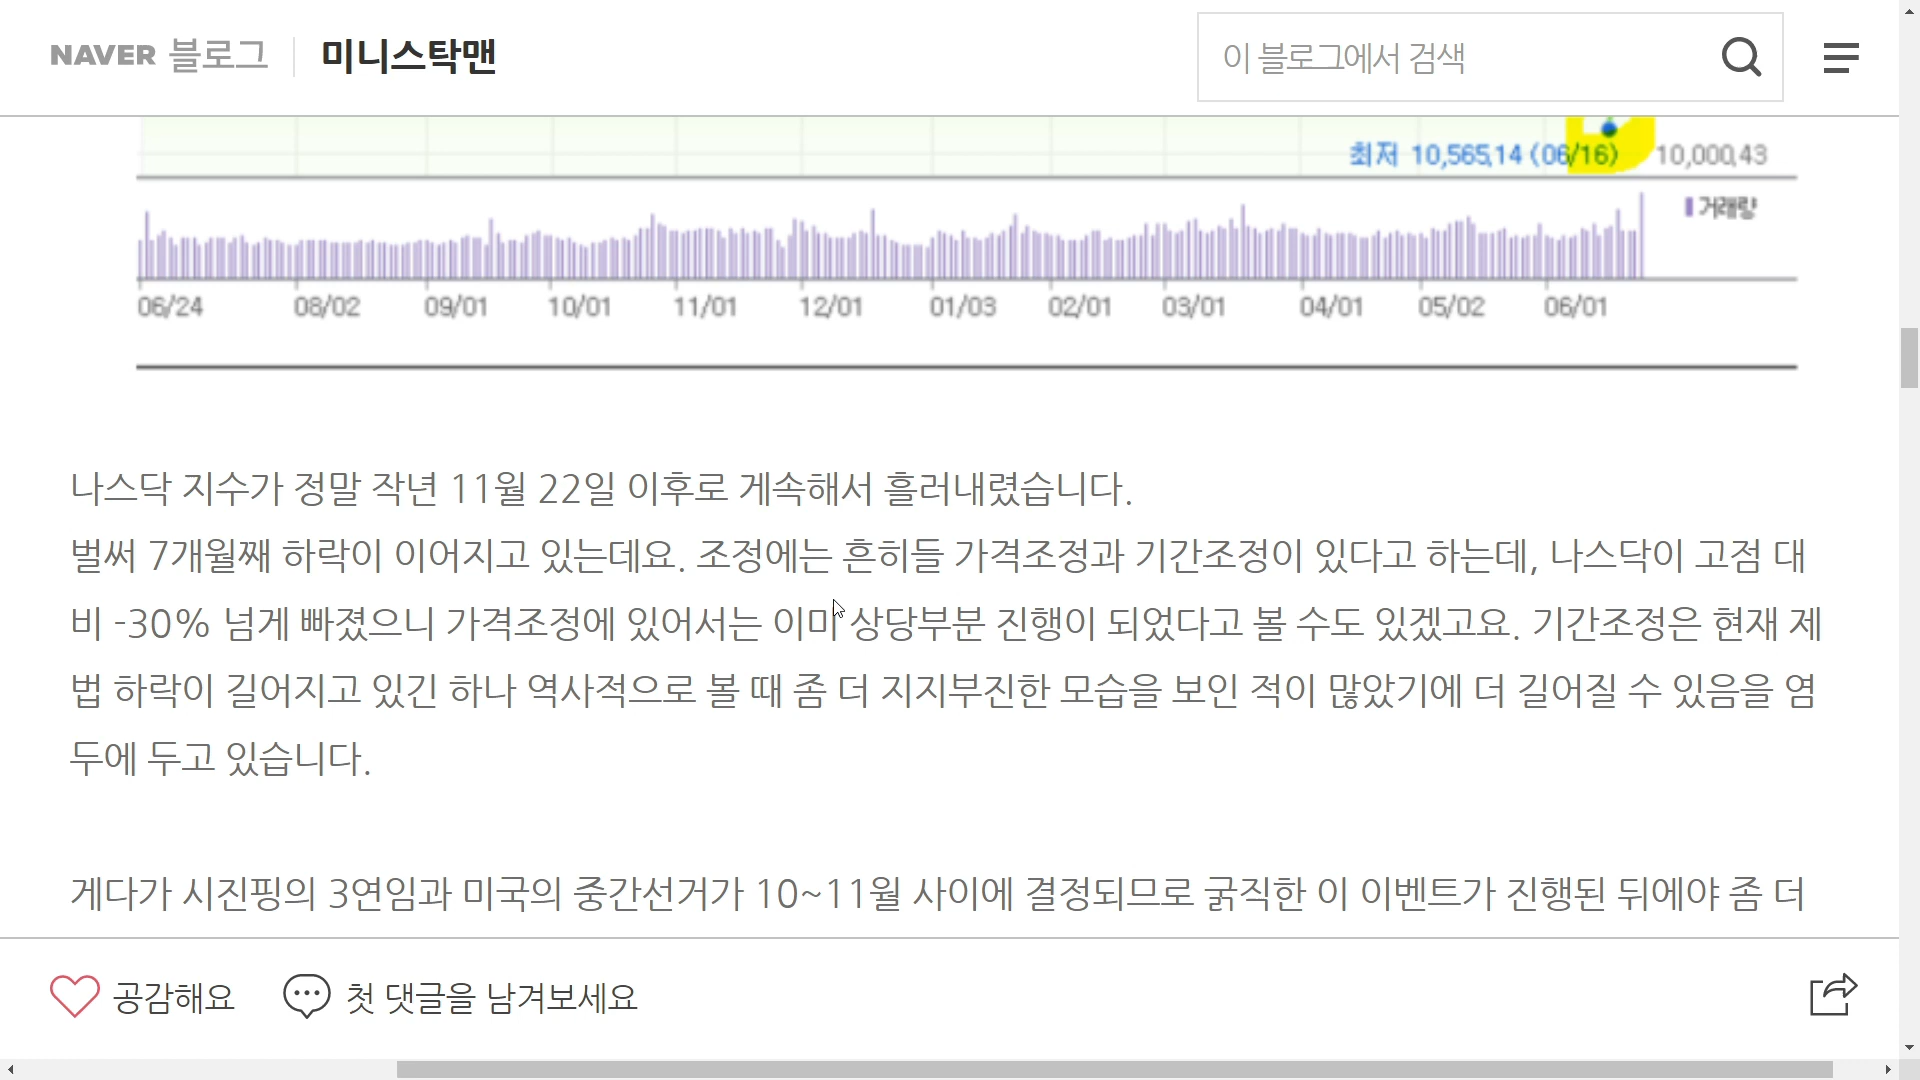 NAVER 블로그 미니스탁맨
이 블로그에서 검색
최저 10,565,14 (06/16) 10,000,43
거래량
06/24 08/02 09/01 10/01 11/01 12/01 01/03 02/01 03/01 04/01 05/02 06/01
나스닥 지수가 정말 작년 11월 22일 이후로 게속해서 흘러내렸습니다.
벌써 7개월째 하락이 이어지고 있는데요. 조정에는 흔히들 가격조정과 기간조정이 있다고 하는데, 나스닥이 고점 대
비 -30% 넘게 빠졌으니 가격조정에 있어서는 이마 상당부분 진행이 되었다고 볼 수도 있겠고요. 기간조정은 현재 제
법 하락이 길어지고 있긴 하나 역사적으로 볼 때 좀 더 지지부진한 모습을 보인 적이 많았기에 더 길어질 수 있음을 염
두에 두고 있습니다.
게다가 시진핑의 3연임과 미국의 중간선거가 10~11월 사이에 결정되므로 굵직한 이 이벤트가 진행된 뒤에야 좀 더
공감해요 첫 댓글을 남겨보세요